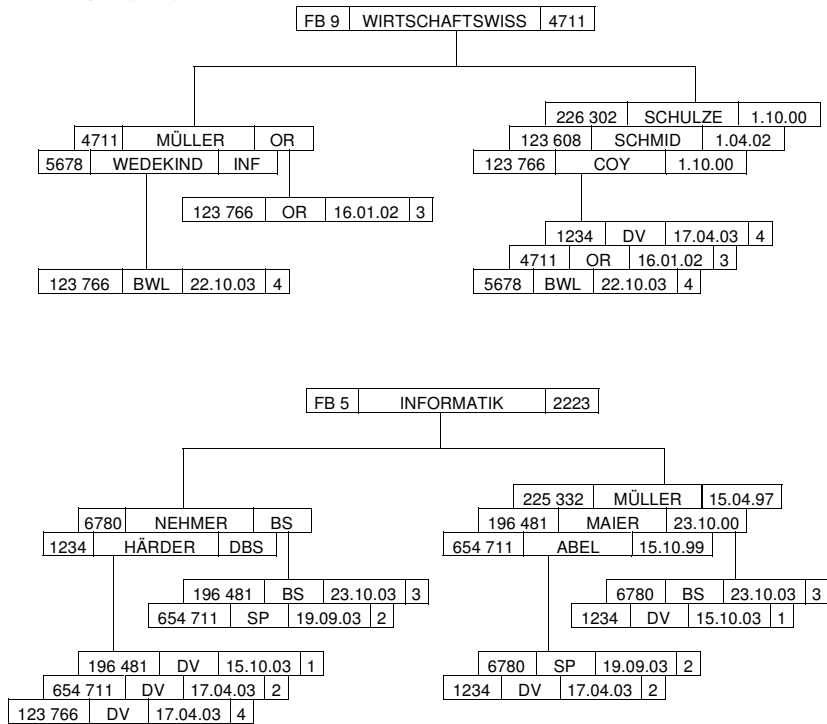 FB 9 WIRTSCHAFTSWISS 4711
226 302 SCHULZE 1.10.00
4711 MÜLLER OR
123 608 SCHMID 1.04.02
5678 WEDEKIND INF
123 766 COY 1.10.00
123 766 OR 16.01.02 3
1234 DV 17.04.03 4
4711 OR 16.01.02 3
123 766 BWL 22.10.03 4
5678 BWL 22.10.03 4
FB 5 INFORMATIK 2223
225 332 MÜLLER 15.04.97
6780 NEHMER BS
196 481 MAIER 23.10.00
1234 HÄRDER DBS
654 711 ABEL 15.10.99
196 481 BS 23.10.03 3
6780 BS 23.10.03 3
654 711 SP 19.09.03 2
1234 DV 15.10.03 1
196 481 DV 15.10.03 1
6780 SP 19.09.03 2
654 711 DV 17.04.03 2
1234 DV 17.04.03 2
123 766 DV 17.04.03 4